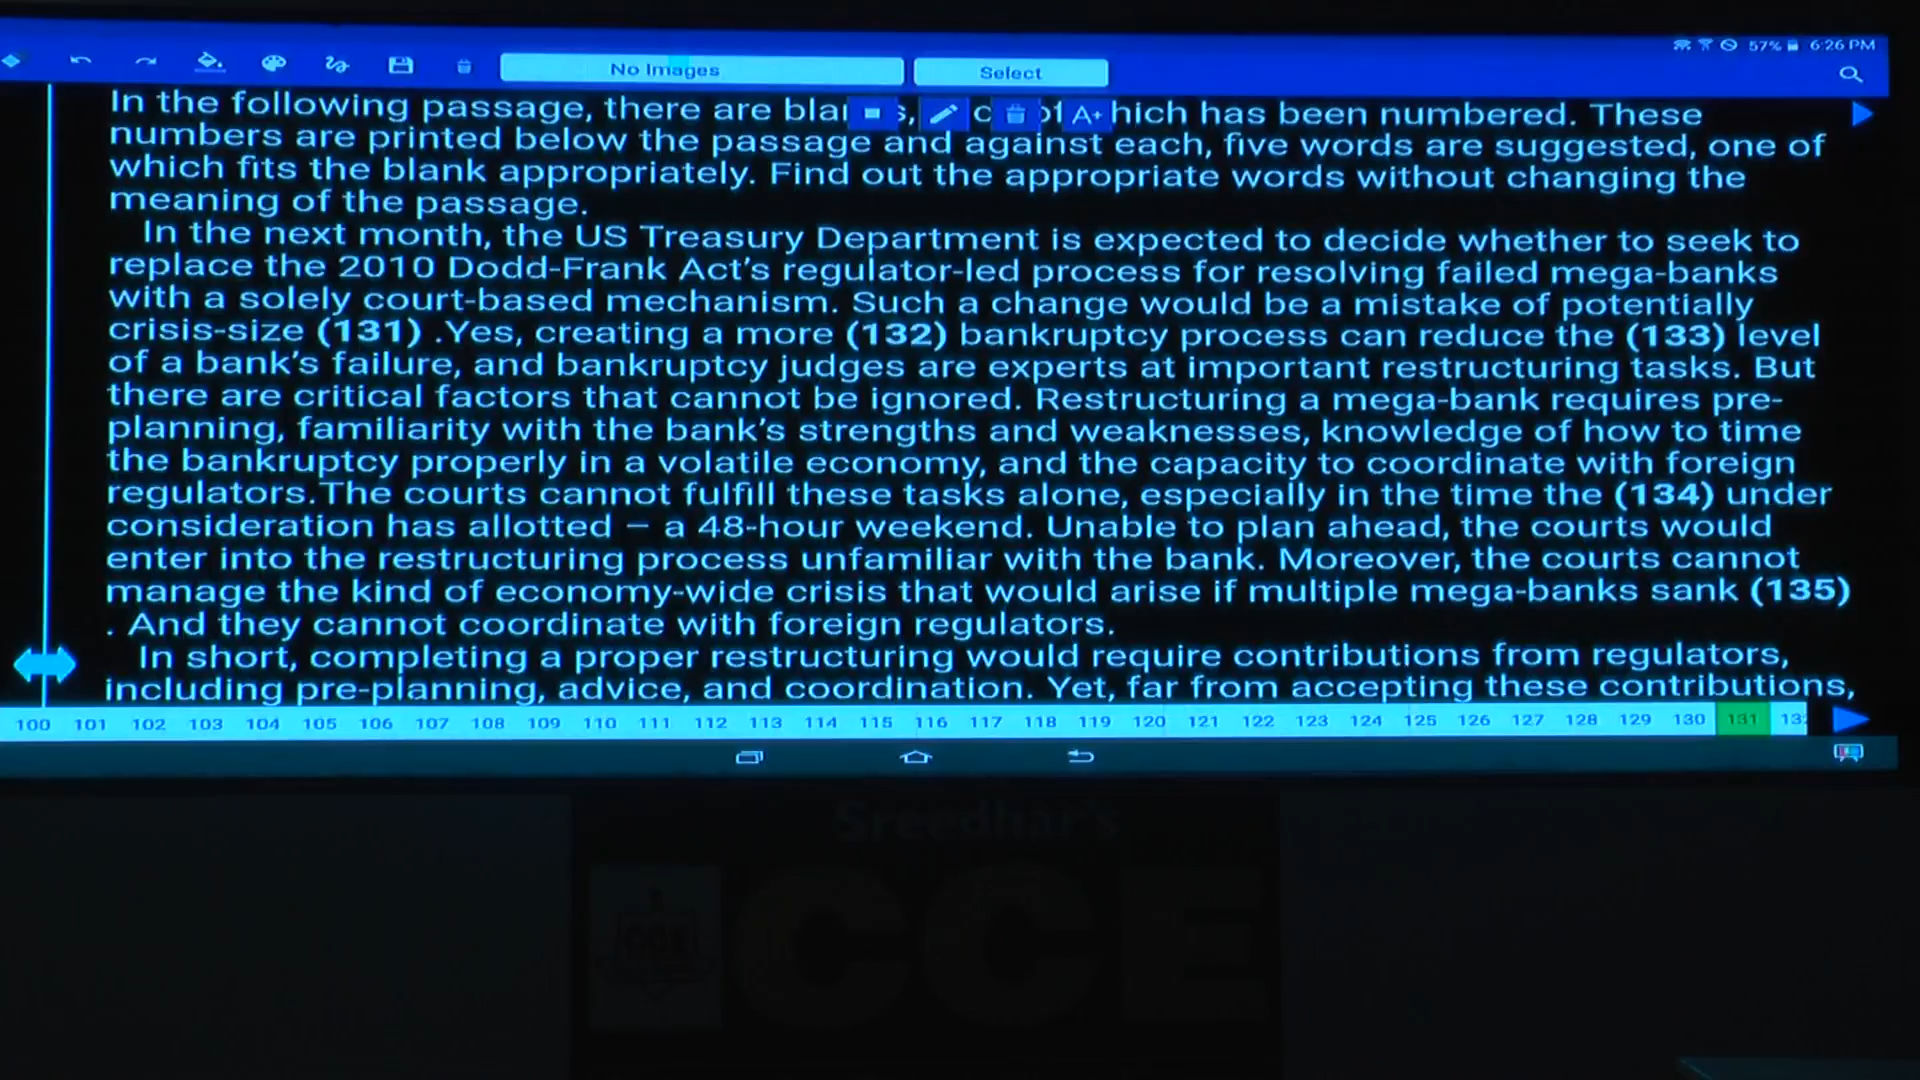 57% 6:26 PM
No Images
Select
In the following passage, there are bla s, c of hich has been numbered. These
A+
numbers are printed below the passage and against each, five words are suggested, one of
which fits the blank appropriately. Find out the appropriate words without changing the
meaning of the passage.
In the next month, the US Treasury Department is expected to decide whether to seek to
replace the 2010 Dodd-Frank Act's regulator-led process for resolving failed mega-banks
with a solely court-based mechanism. Such a change would be a mistake of potentially
crisis-size (131) .Yes, creating a more (132) bankruptcy process can reduce the (133) level
of a bank's failure, and bankruptcy judges are experts at important restructuring tasks. But
there are critical factors that cannot be ignored. Restructuring a mega-bank requires pre-
planning, familiarity with the bank's strengths and weaknesses, knowledge of how to time
the bankruptcy properly in a volatile economy, and the capacity to coordinate with foreign
regulators.The courts cannot fulfill these tasks alone, especially in the time the (134) under
consideration has allotted – a 48-hour weekend. Unable to plan ahead, the courts would
enter into the restructuring process unfamiliar with the bank. Moreover, the courts cannot
manage the kind of economy-wide crisis that would arise if multiple mega-banks sank (135)
. And they cannot coordinate with foreign regulators.
In short, completing a proper restructuring would require contributions from regulators,
including pre-planning, advice, and coordination. Yet, far from accepting these contributions,
100 101 102 103 104 105 106 107 108 109 110 111 112 113 114 115 116 117 118 119 120 121 122 123 124 125 126 127 128 129 130 131 13
Sreedhar's
CCE